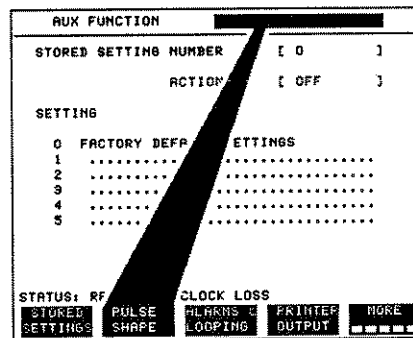 AUX FUNCTION
STORED SETTING NUMBER [ 0 ]
ACTION [ OFF ]
SETTING
0 FACTORY DEFA ETTINGS
1 ..................................
2 ..................................
3 ..................................
4 ..................................
5 ..................................
STATUS: RF CLOCK LOSS
STORED SETTINGS
PULSE SHAPE
ALARMS & LOOPING
PRINTER OUTPUT
MORE